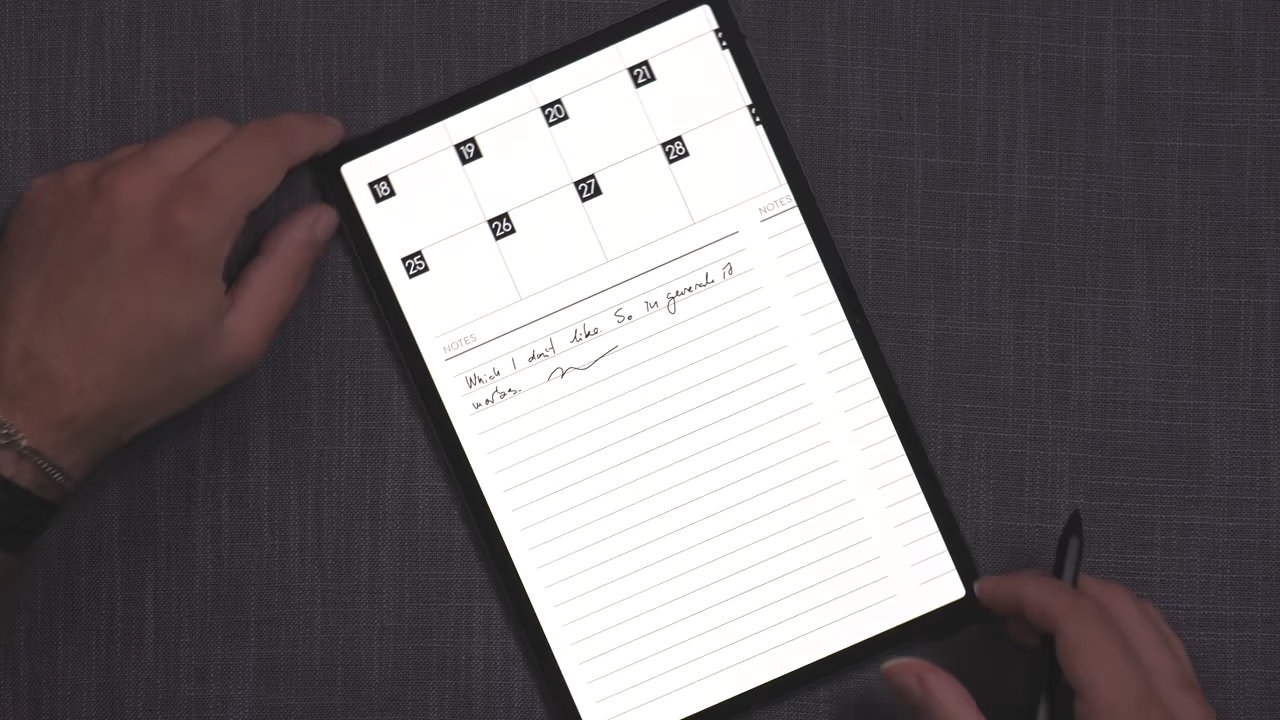 18 19 20 21
25 26 27 28
NOTES NOTES
Which I don't like. So in general it
works.